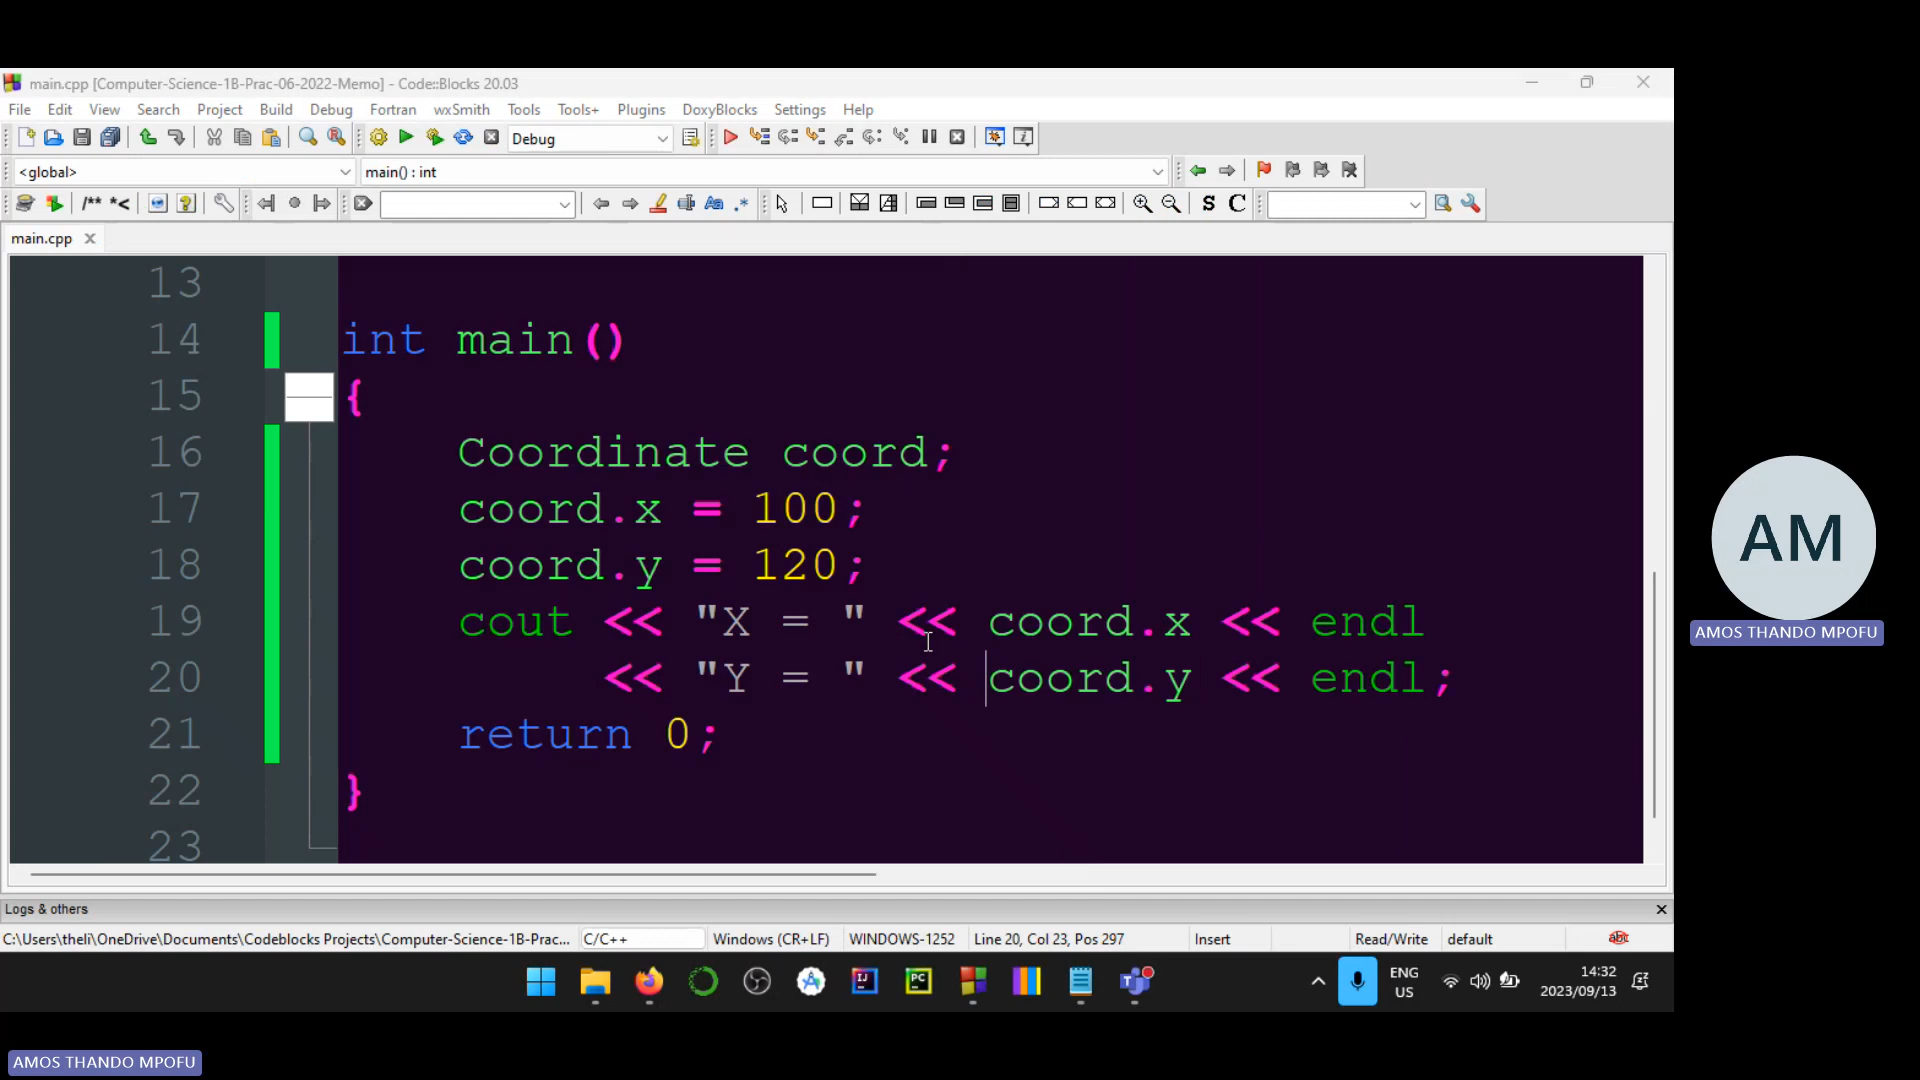 main.cpp [Computer-Science-1B-Prac-06-2022-Memo] - Code::Blocks 20.03
File Edit View Search Project Build Debug Fortran wxSmith Tools Tools+ Plugins DoxyBlocks Settings Help
Debug
<global> main() : int
/** *< Aa .* S C
main.cpp
13
14 int main()
15 {
16 Coordinate coord;
17 coord.x = 100;
18 coord.y = 120;
19 cout << "X = " << coord.x << endl
20 << "Y = " << coord.y << endl;
21 return 0;
22 }
23
AM
AMOS THANDO MPOFU
Logs & others
C:\Users\theli\OneDrive\Documents\Codeblocks Projects\Computer-Science-1B-Prac... C/C++ Windows (CR+LF) WINDOWS-1252 Line 20, Col 23, Pos 297 Insert Read/Write default abc
IJ PC T ENG US 14:32 2023/09/13
AMOS THANDO MPOFU